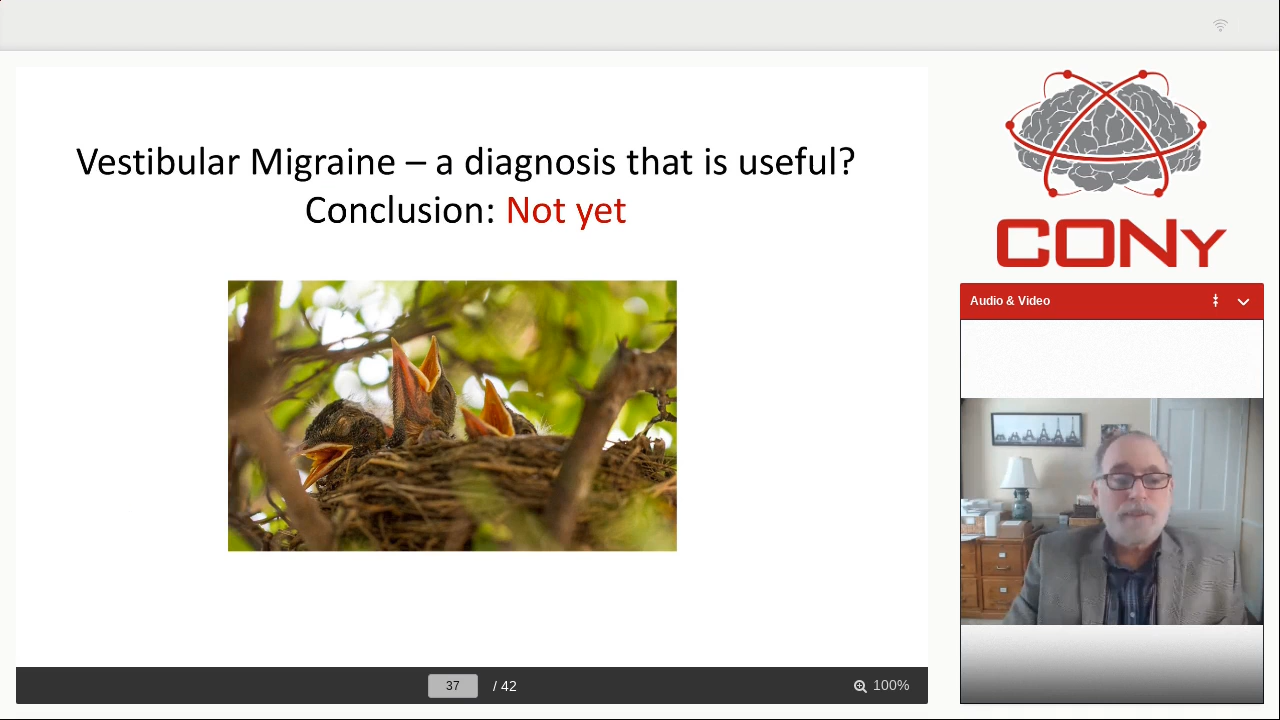 Vestibular Migraine – a diagnosis that is useful?
Conclusion: Not yet
CONy
Audio & Video
37 / 42
100%